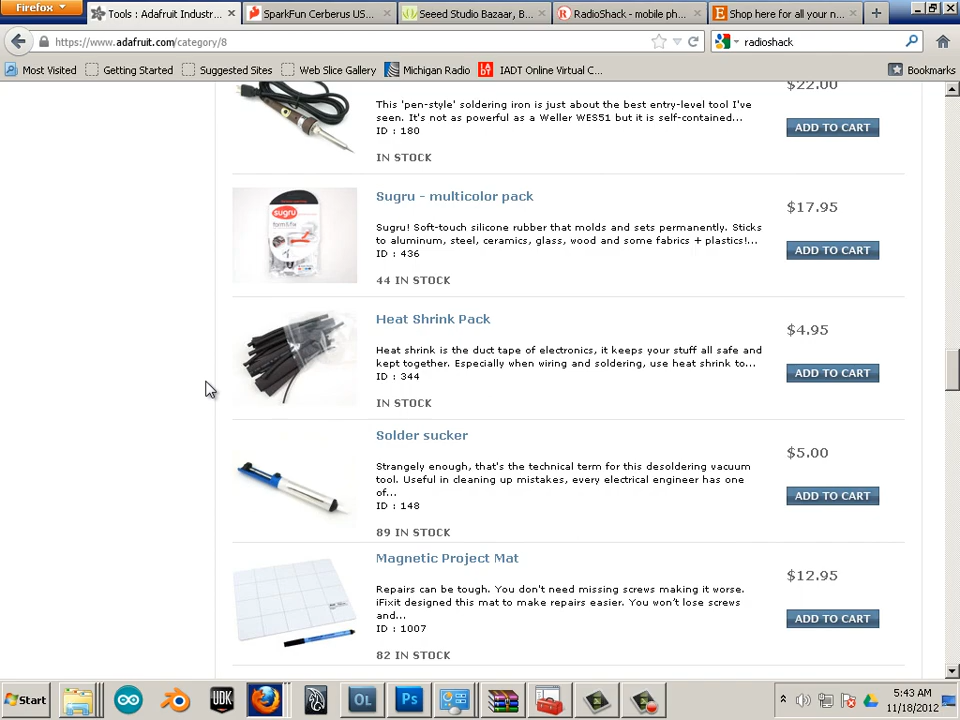 Firefox
Tools : Adafruit Industr...
SparkFun Cerberus US...
Seeed Studio Bazaar, B...
RadioShack - mobile ph...
Shop here for all your n...
https://www.adafruit.com/category/8
radioshack
Most Visited
Getting Started
Suggested Sites
Web Slice Gallery
Michigan Radio
IADT Online Virtual C...
Bookmarks
$22.00
This 'pen-style' soldering iron is just about the best entry-level tool I've
seen. It's not as powerful as a Weller WES51 but it is self-contained...
ID : 180
ADD TO CART
IN STOCK
Sugru - multicolor pack
$17.95
sugru
Sugru! Soft-touch silicone rubber that molds and sets permanently. Sticks
to aluminum, steel, ceramics, glass, wood and some fabrics + plastics!...
ID : 436
ADD TO CART
44 IN STOCK
Heat Shrink Pack
$4.95
Heat shrink is the duct tape of electronics, it keeps your stuff all safe and
kept together. Especially when wiring and soldering, use heat shrink to...
ID : 344
ADD TO CART
IN STOCK
Solder sucker
$5.00
Strangely enough, that's the technical term for this desoldering vacuum
tool. Useful in cleaning up mistakes, every electrical engineer has one
of...
ID : 148
ADD TO CART
89 IN STOCK
Magnetic Project Mat
$12.95
Repairs can be tough. You don't need missing screws making it worse.
iFixit designed this mat to make repairs easier. You won't lose screws
and...
ID : 1007
ADD TO CART
82 IN STOCK
Start
UDK
OL
Ps
5:43 AM
11/18/2012